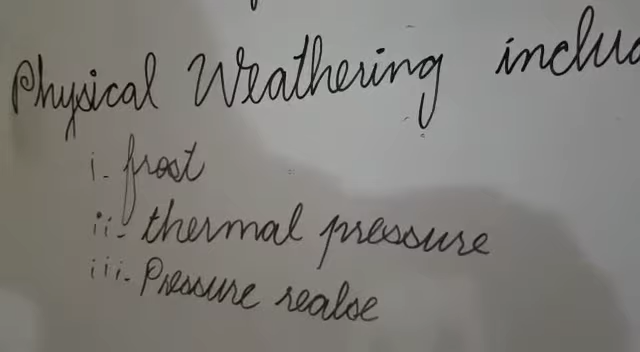 Physical Weathering inclu
i. frost
ii. thermal pressure
iii. Pressure realse